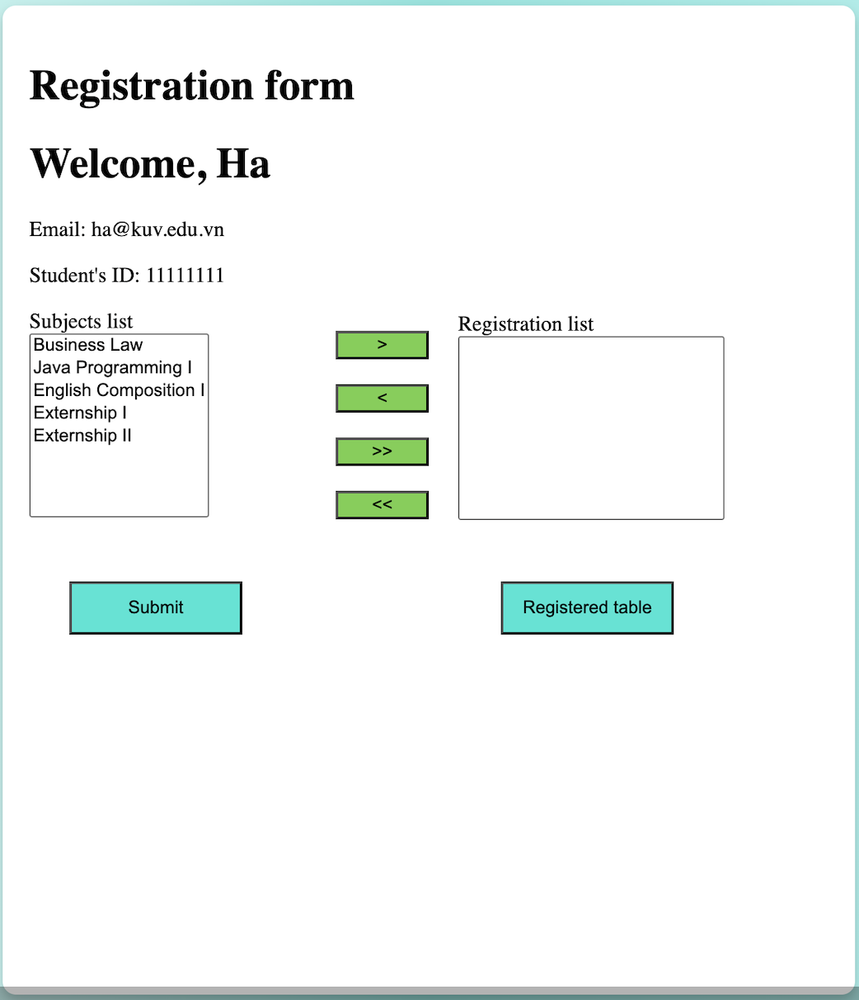 Registration form
Welcome, Ha
Email: ha@kuv.edu.vn
Student's ID: 11111111
Subjects list
Business Law
Java Programming I
English Composition I
Externship I
Externship II
>
<
>>
<<
Registration list
Submit
Registered table